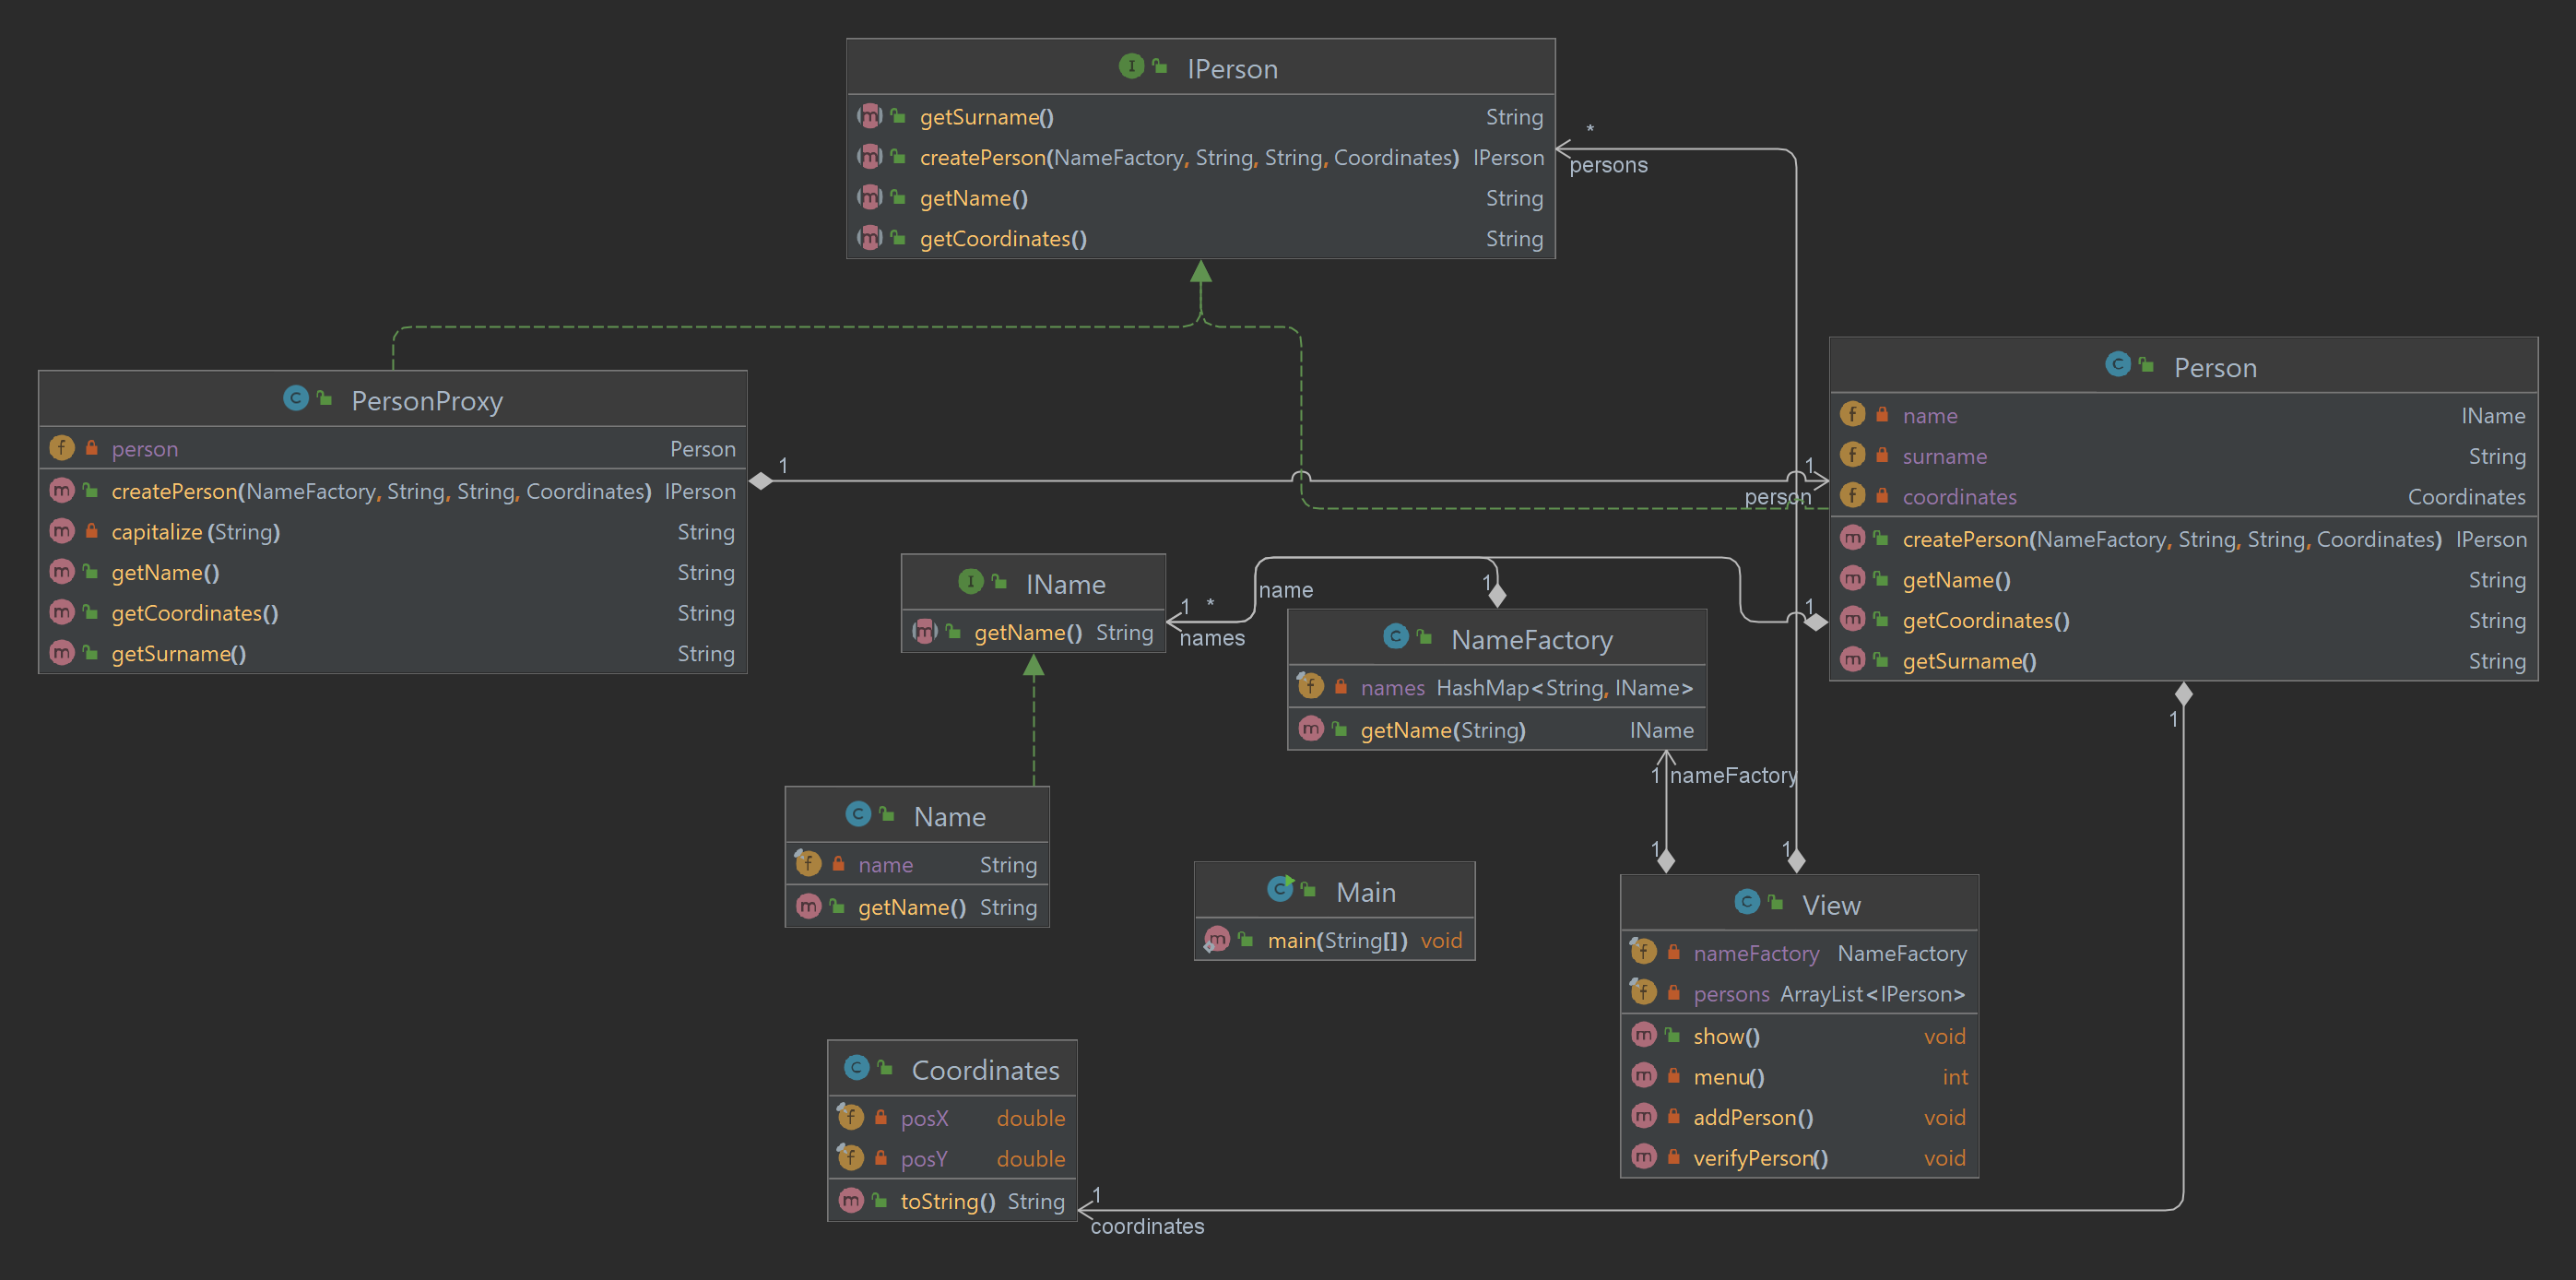 IPerson
getSurname() String
createPerson(NameFactory, String, String, Coordinates) IPerson
getName() String
getCoordinates() String
*
persons
PersonProxy
person Person
createPerson(NameFactory, String, String, Coordinates) IPerson
capitalize (String) String
getName() String
getCoordinates() String
getSurname() String
1
1
person
Person
name IName
surname String
coordinates Coordinates
createPerson(NameFactory, String, String, Coordinates) IPerson
getName() String
getCoordinates() String
getSurname() String
IName
getName() String
name
1 *
names
1
1
NameFactory
names HashMap<String, IName>
getName(String) IName
1
1 nameFactory
Name
name String
getName() String
1
1
Main
main(String[]) void
View
nameFactory NameFactory
persons ArrayList<IPerson>
show() void
menu() int
addPerson() void
verifyPerson() void
Coordinates
posX double
posY double
toString() String
1
coordinates